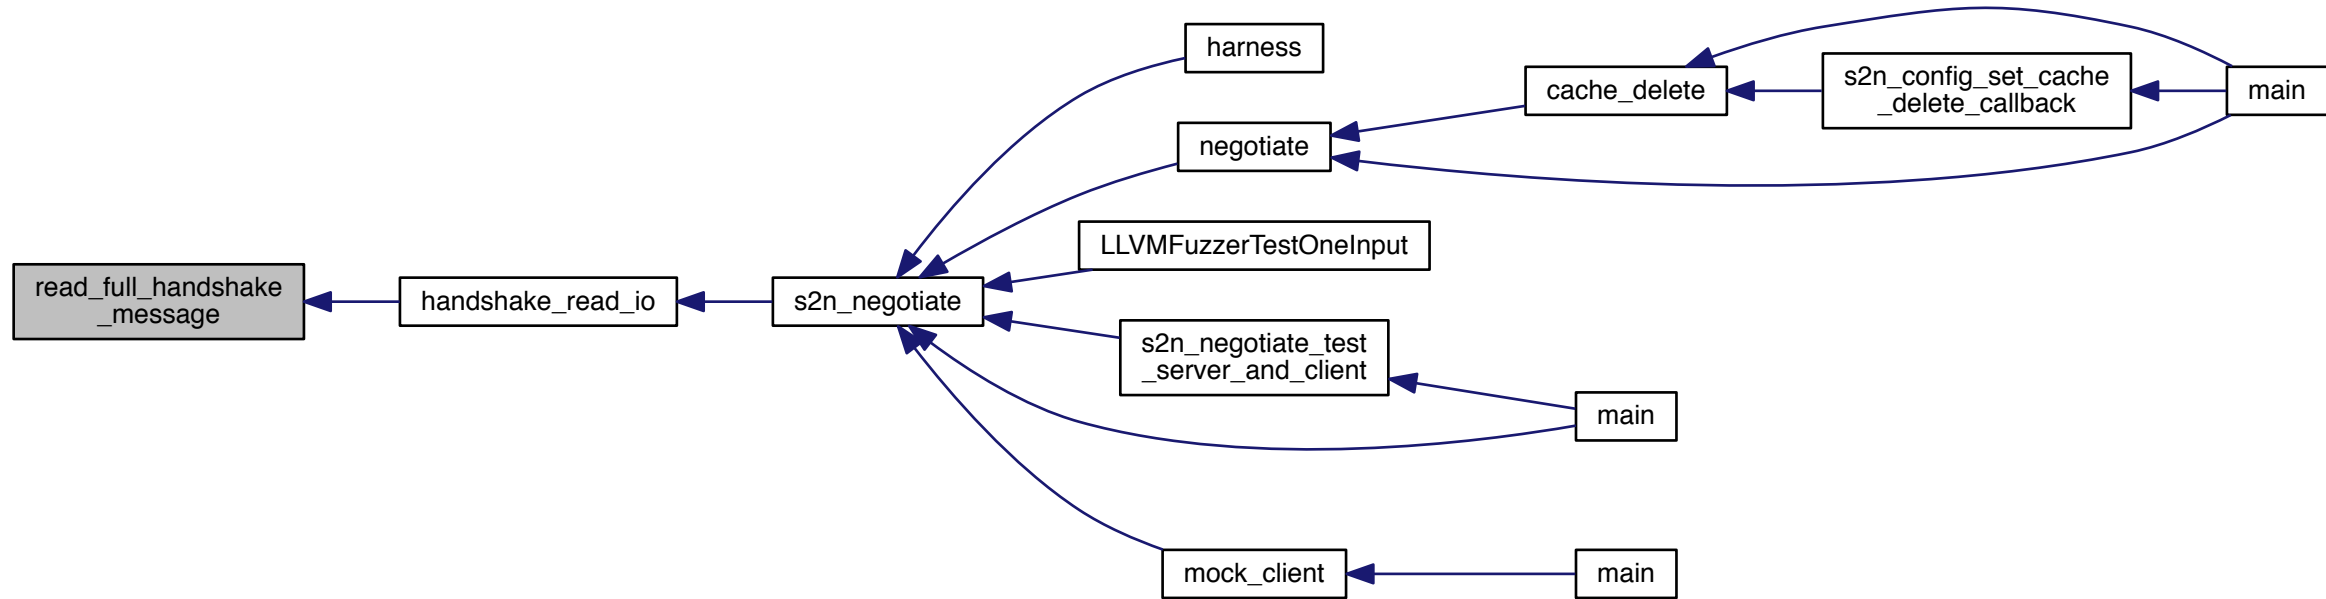 harness
cache_delete
s2n_config_set_cache
_delete_callback
main
negotiate
LLVMFuzzerTestOneInput
read_full_handshake
_message
handshake_read_io
s2n_negotiate
s2n_negotiate_test
_server_and_client
main
mock_client
main